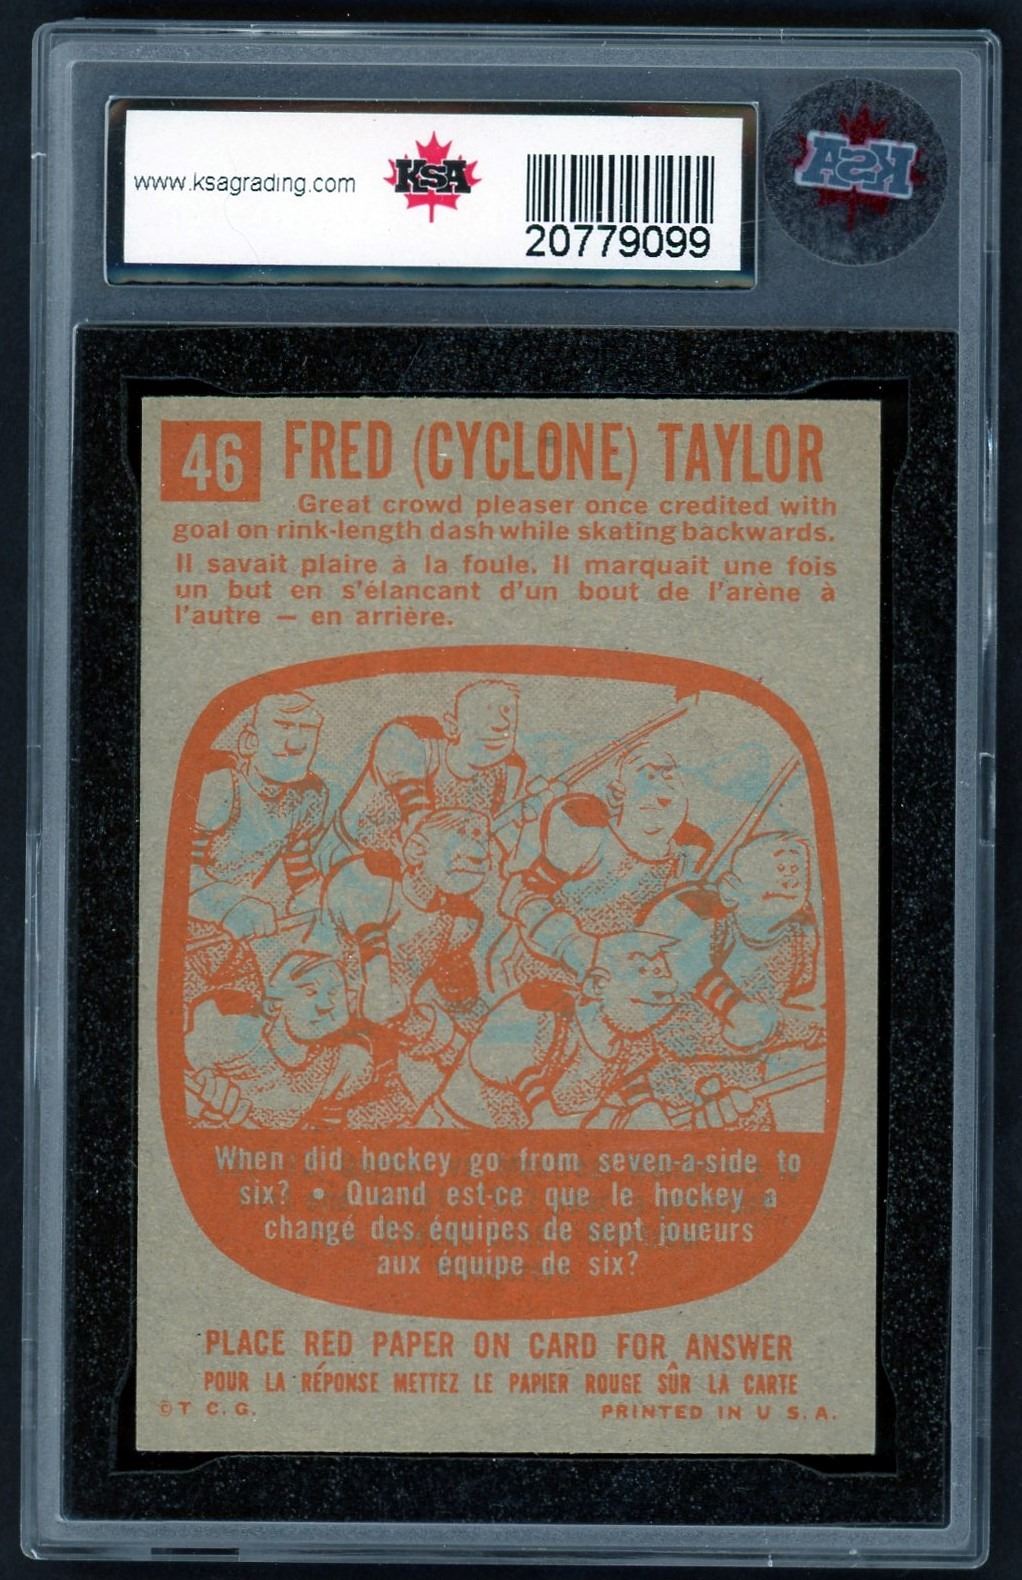 www.ksagrading.com
KSA
20779099
KSA
46 FRED (CYCLONE) TAYLOR
Great crowd pleaser once credited with
goal on rink-length dash while skating backwards.
Il savait plaire à la foule. Il marquait une fois
un but en s'élancant d'un bout de l'arène à
l'autre — en arrière.
When did hockey go from seven-a-side to
six? • Quand est-ce que le hockey a
changé des équipes de sept joueurs
aux équipe de six?
PLACE RED PAPER ON CARD FOR ANSWER
POUR LA RÉPONSE METTEZ LE PAPIER ROUGE SÛR LA CARTE
© T. C. G.
PRINTED IN U. S. A.